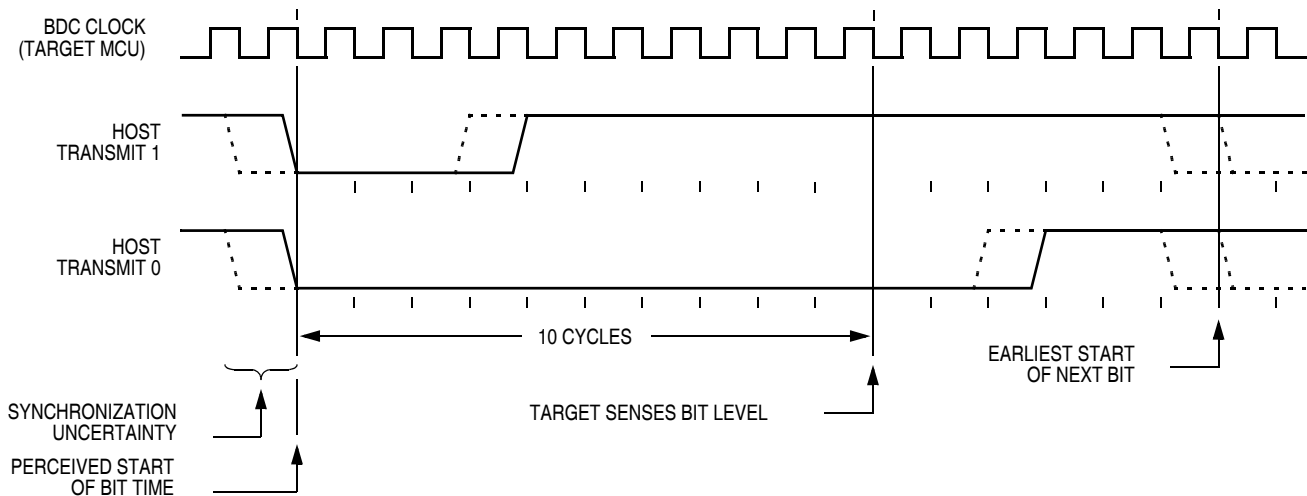 BDC CLOCK
(TARGET MCU)
HOST
TRANSMIT 1
HOST
TRANSMIT 0
10 CYCLES
EARLIEST START
OF NEXT BIT
TARGET SENSES BIT LEVEL
SYNCHRONIZATION
UNCERTAINTY
PERCEIVED START
OF BIT TIME